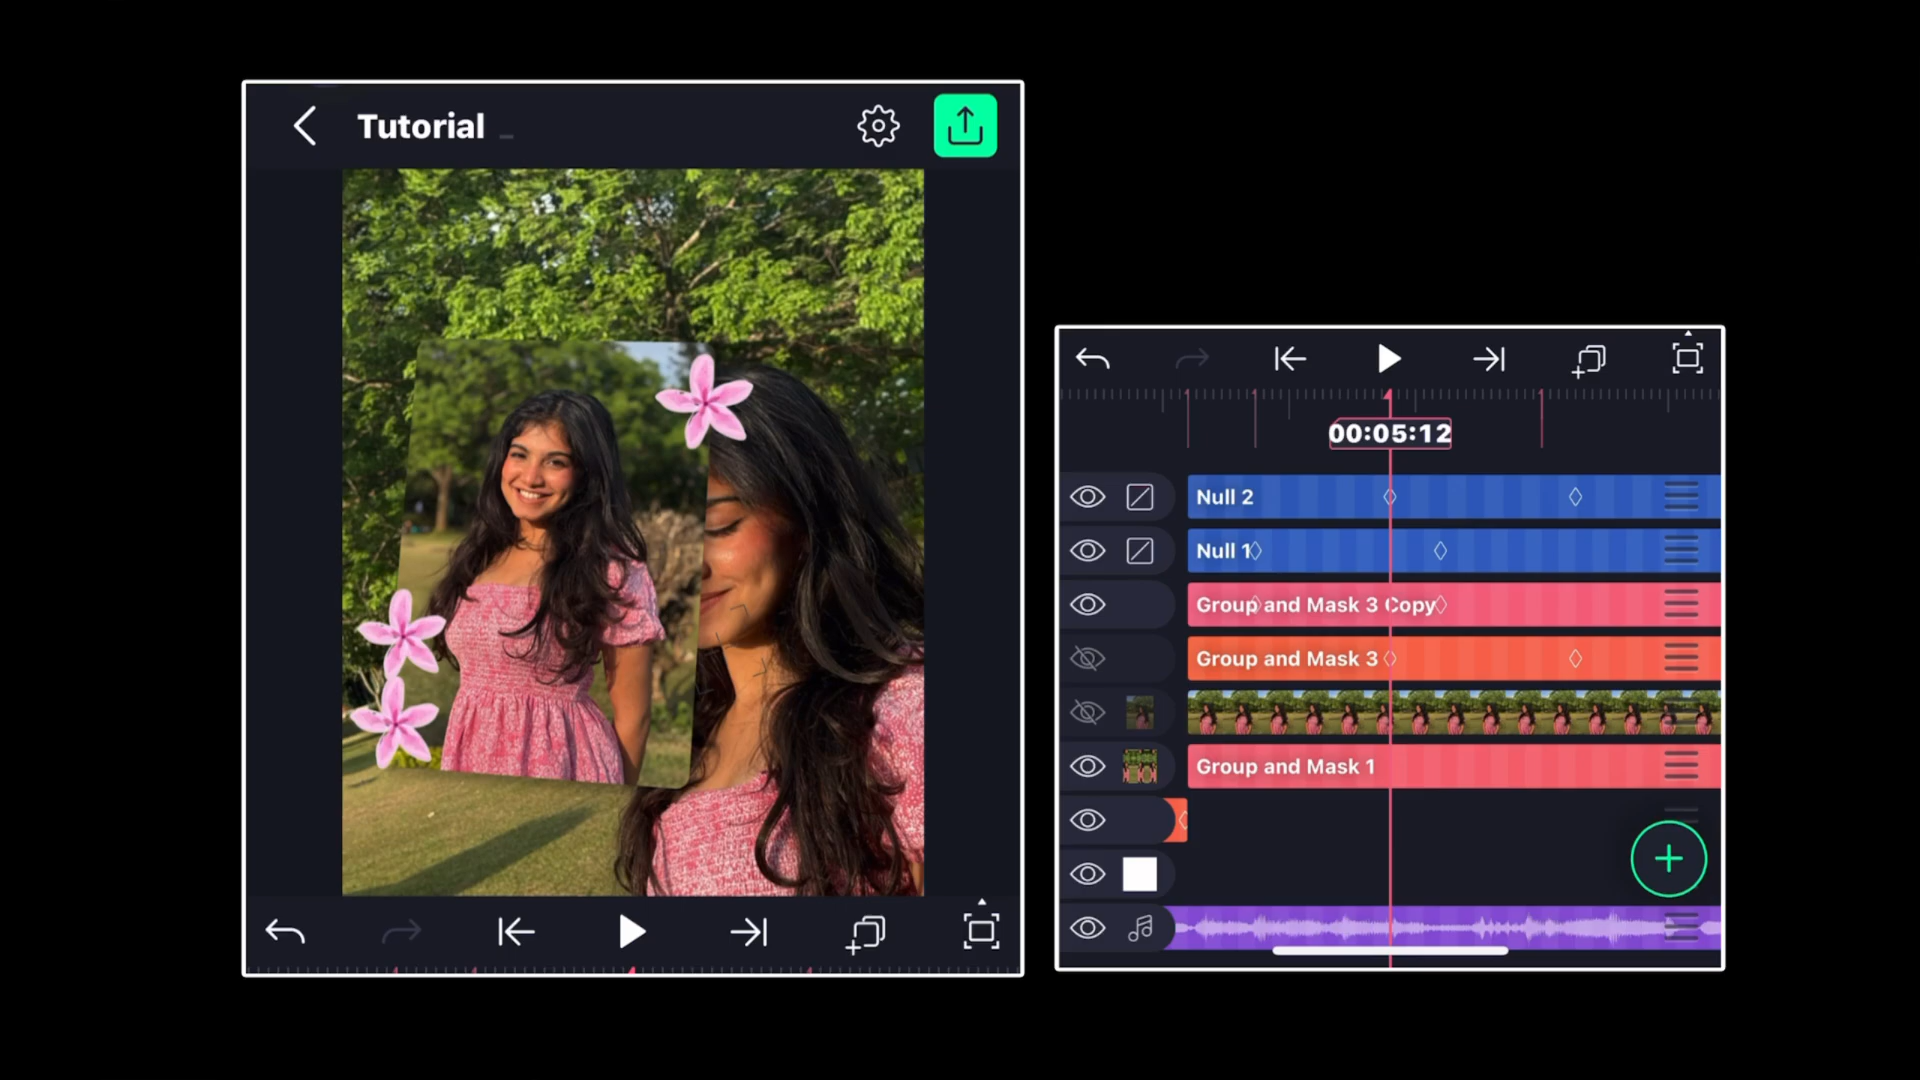 Tutorial
00:05:12
Null 2
Null 1
Group and Mask 3 Copy
Group and Mask 3
Group and Mask 1